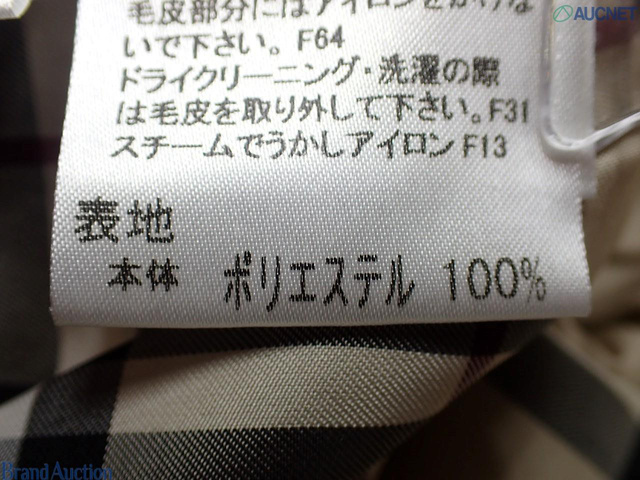 毛皮部分にはアイロンをかけな
いで下さい。F64
ドライクリーニング・洗濯の際
は毛皮を取り外して下さい。F31
スチームでうかしアイロンF13
表地
本体 ポリエステル 100%
AUCNET
Brand Auction